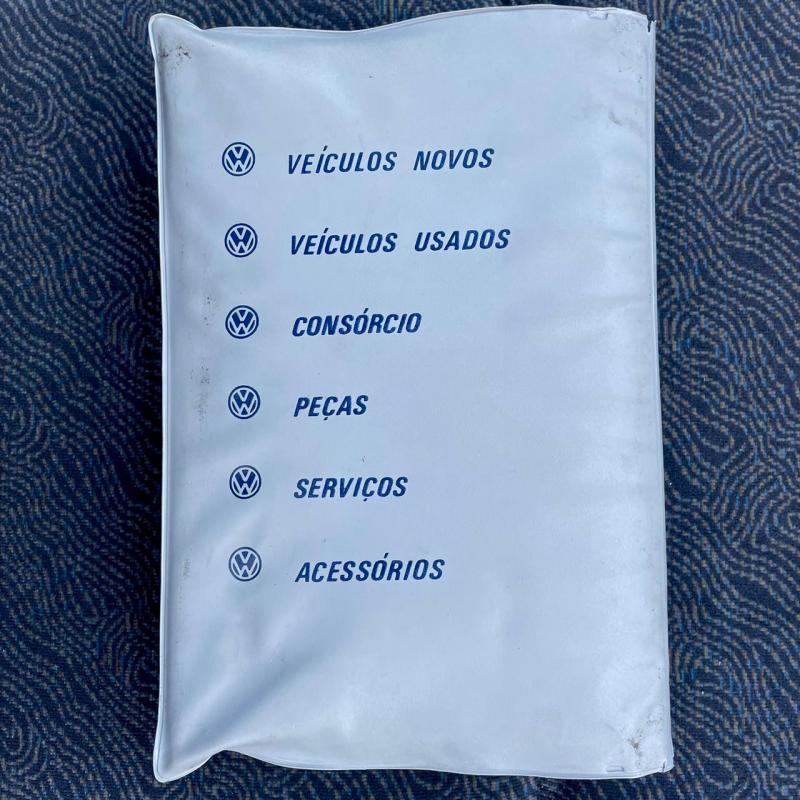 VEÍCULOS NOVOS
VEÍCULOS USADOS
CONSÓRCIO
PEÇAS
SERVIÇOS
ACESSÓRIOS